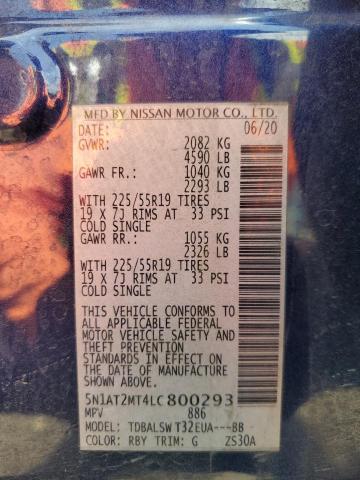 MFD BY NISSAN MOTOR CO., LTD.
DATE: 06/20
GVWR: 2082 KG
4590 LB
GAWR FR.: 1040 KG
2293 LB
WITH 225/55R19 TIRES
19 X 7J RIMS AT 33 PSI
COLD SINGLE
GAWR RR.: 1055 KG
2326 LB
WITH 225/55R19 TIRES
19 X 7J RIMS AT 33 PSI
COLD SINGLE
THIS VEHICLE CONFORMS TO
ALL APPLICABLE FEDERAL
MOTOR VEHICLE SAFETY AND
THEFT PREVENTION
STANDARDS IN EFFECT ON
THE DATE OF MANUFACTURE
SHOWN ABOVE.
5N1AT2MT4LC800293
MPV 886
MODEL: TDBALSW T32EUA---BB
COLOR: RBY TRIM: G ZS30A